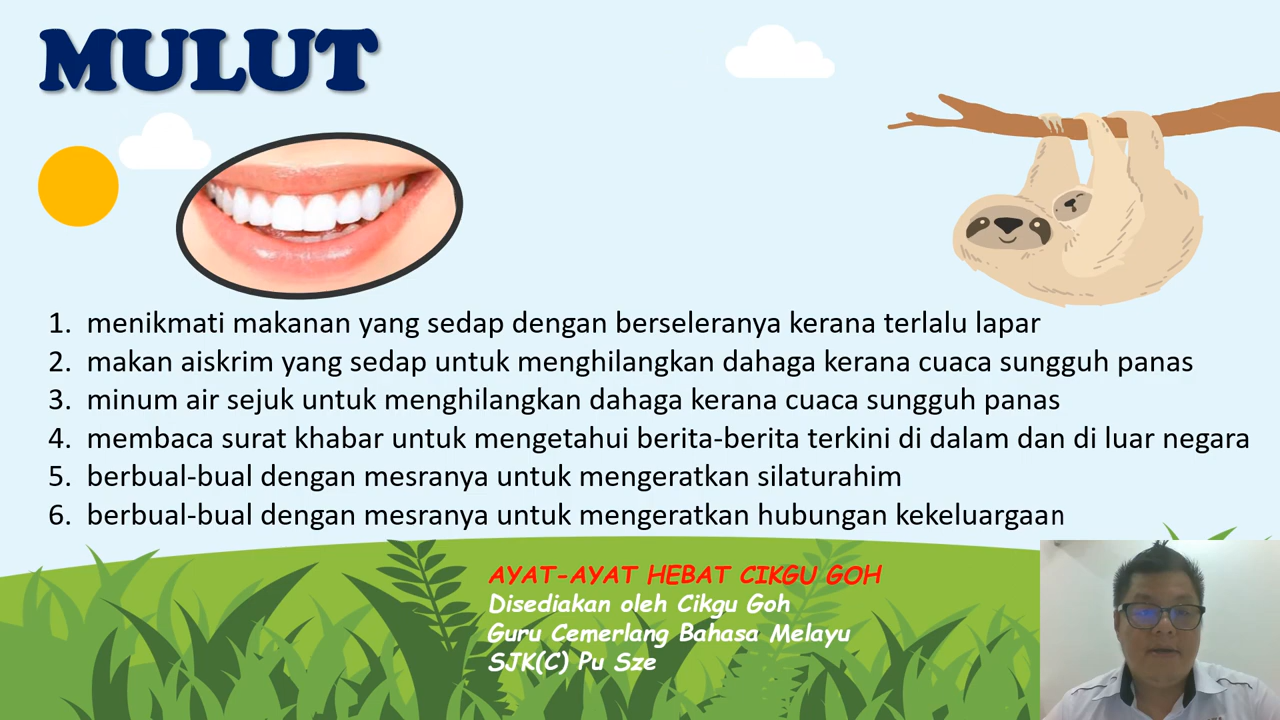 MULUT
1. menikmati makanan yang sedap dengan berseleranya kerana terlalu lapar
2. makan aiskrim yang sedap untuk menghilangkan dahaga kerana cuaca sungguh panas
3. minum air sejuk untuk menghilangkan dahaga kerana cuaca sungguh panas
4. membaca surat khabar untuk mengetahui berita-berita terkini di dalam dan di luar negara
5. berbual-bual dengan mesranya untuk mengeratkan silaturahim
6. berbual-bual dengan mesranya untuk mengeratkan hubungan kekeluargaan
AYAT-AYAT HEBAT CIKGU GOH
Disediakan oleh Cikgu Goh
Guru Cemerlang Bahasa Melayu
SJK(C) Pu Sze